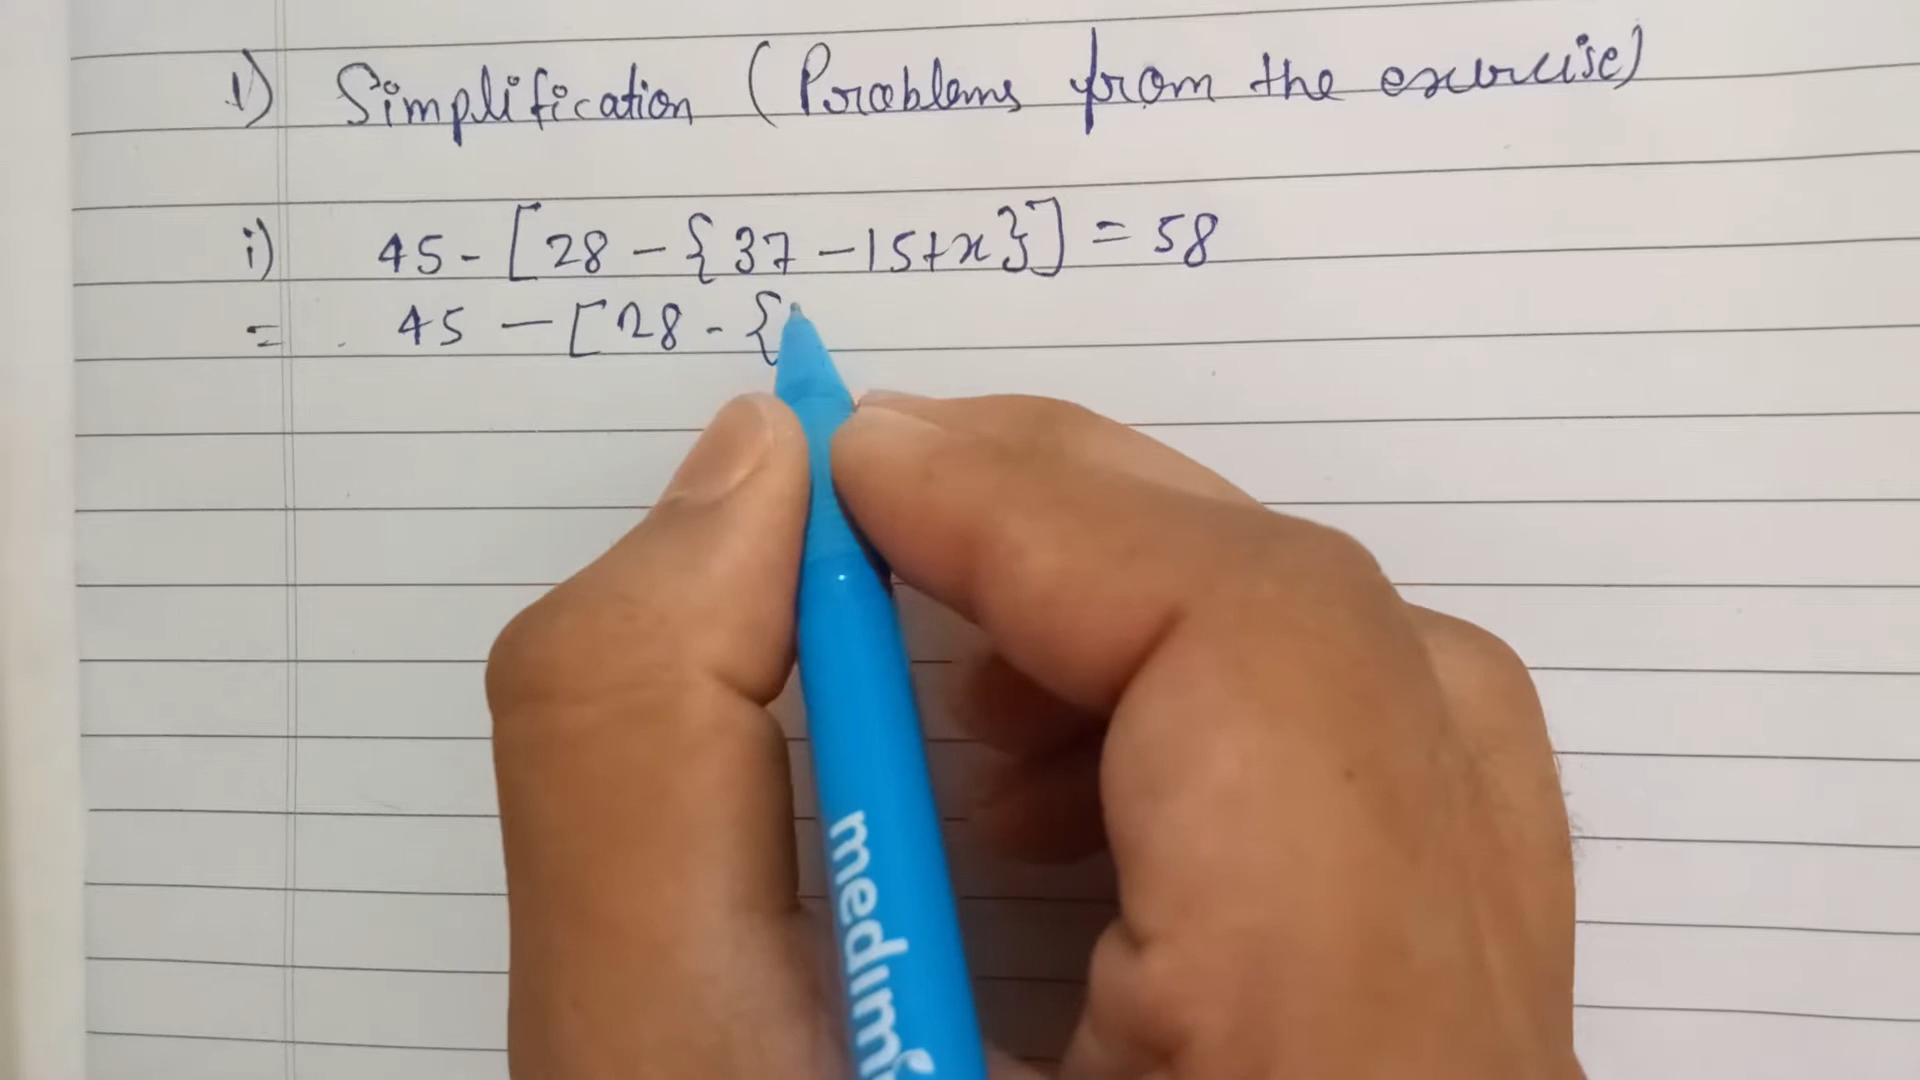 1) Simplification (Problems from the exercise)
i) 45 - [28 - {37 - 15 + x}] = 58
= 45 - [28 - {
medimi